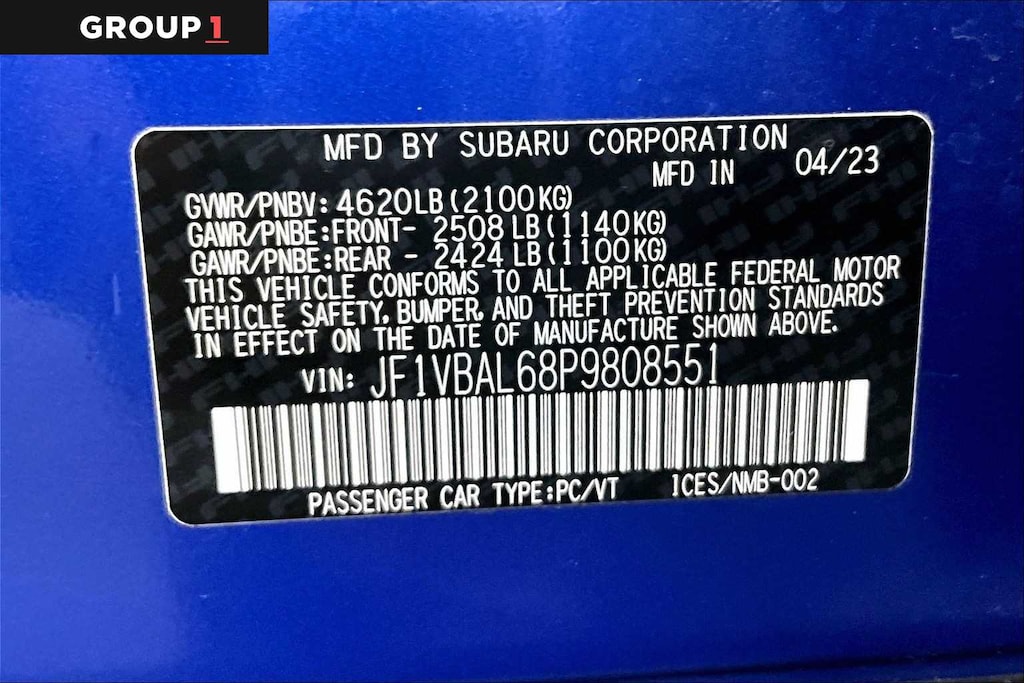 GROUP 1
MFD BY SUBARU CORPORATION
MFD IN 04/23
GVWR/PNBV: 4620LB (2100KG)
GAWR/PNBE:FRONT- 2508 LB (1140KG)
GAWR/PNBE:REAR - 2424 LB (1100KG)
THIS VEHICLE CONFORMS TO ALL APPLICABLE FEDERAL MOTOR
VEHICLE SAFETY, BUMPER, AND THEFT PREVENTION STANDARDS
IN EFFECT ON THE DATE OF MANUFACTURE SHOWN ABOVE.
VIN: JF1VBAL68P9808551
PASSENGER CAR TYPE:PC/VT ICES/NMB-002